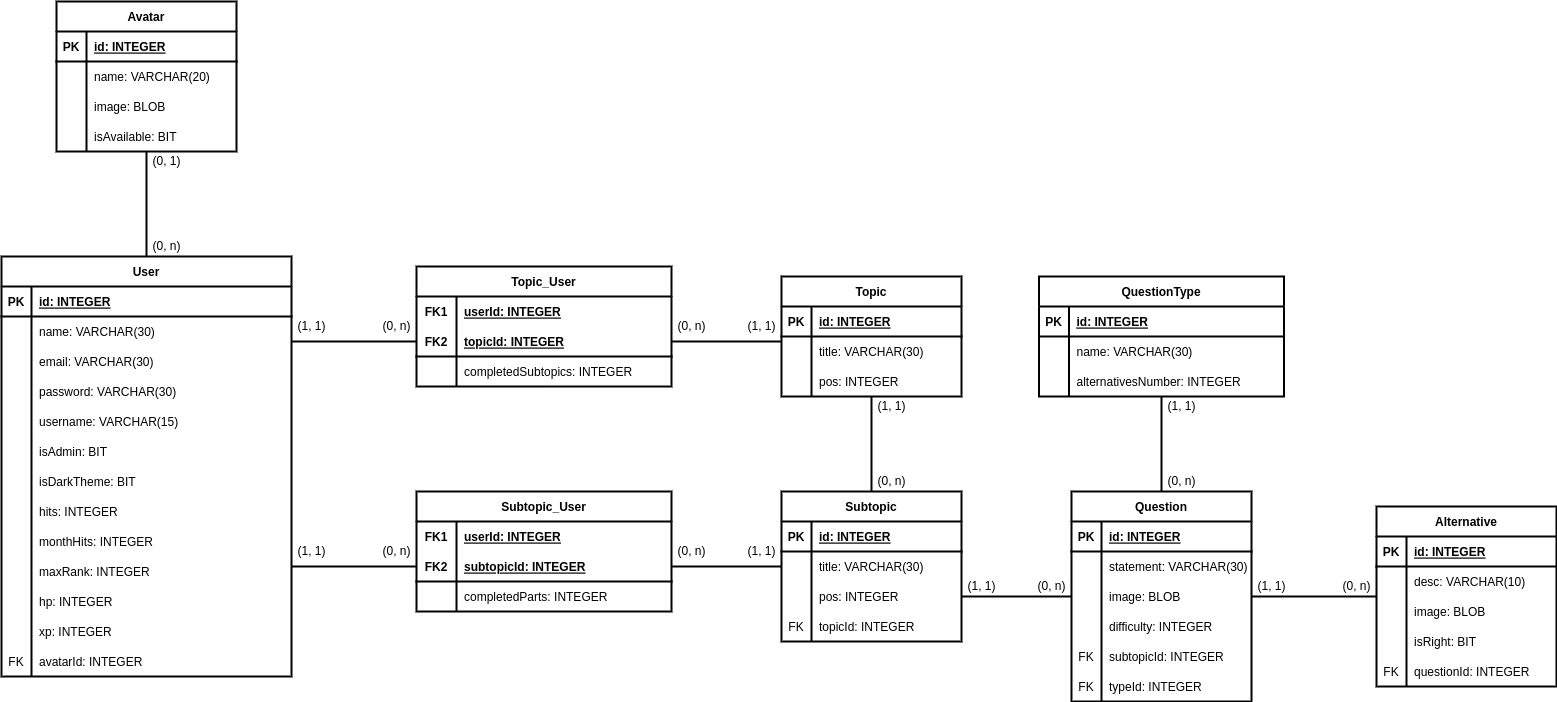 Avatar
PK id: INTEGER
name: VARCHAR(20)
image: BLOB
isAvailable: BIT
(0, 1)
(0, n)
User
PK id: INTEGER
name: VARCHAR(30)
email: VARCHAR(30)
password: VARCHAR(30)
username: VARCHAR(15)
isAdmin: BIT
isDarkTheme: BIT
hits: INTEGER
monthHits: INTEGER
maxRank: INTEGER
hp: INTEGER
xp: INTEGER
FK avatarId: INTEGER
(1, 1) (0, n)
Topic_User
FK1 userId: INTEGER
FK2 topicId: INTEGER
completedSubtopics: INTEGER
(0, n) (1, 1)
Topic
PK id: INTEGER
title: VARCHAR(30)
pos: INTEGER
(1, 1)
(0, n)
QuestionType
PK id: INTEGER
name: VARCHAR(30)
alternativesNumber: INTEGER
(1, 1)
(0, n)
(1, 1) (0, n)
Subtopic_User
FK1 userId: INTEGER
FK2 subtopicId: INTEGER
completedParts: INTEGER
(0, n) (1, 1)
Subtopic
PK id: INTEGER
title: VARCHAR(30)
pos: INTEGER
FK topicId: INTEGER
(1, 1) (0, n)
Question
PK id: INTEGER
statement: VARCHAR(30)
image: BLOB
difficulty: INTEGER
FK subtopicId: INTEGER
FK typeId: INTEGER
(1, 1) (0, n)
Alternative
PK id: INTEGER
desc: VARCHAR(10)
image: BLOB
isRight: BIT
FK questionId: INTEGER